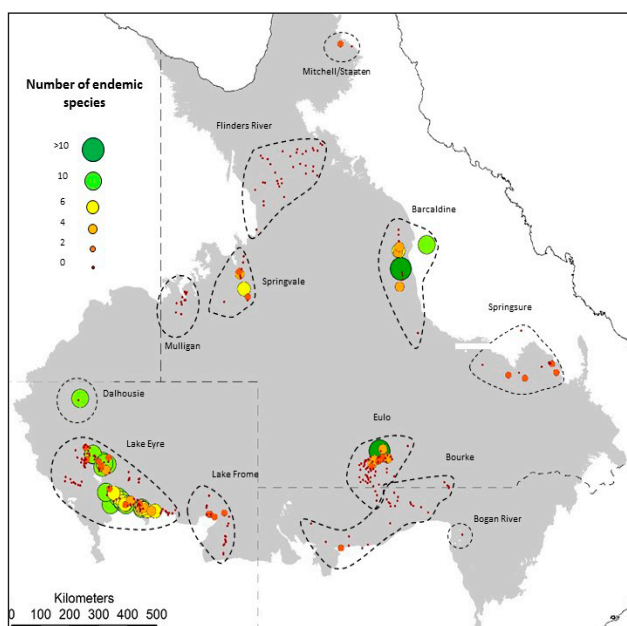 Mitchell/Staaten
Number of endemic
species
>10
10
6
4
2
0
Flinders River
Barcaldine
Springvale
Mulligan
Springsure
Dalhousie
Eulo
Lake Eyre
Lake Frome
Bourke
Bogan River
Kilometers
0 100 200 300 400 500